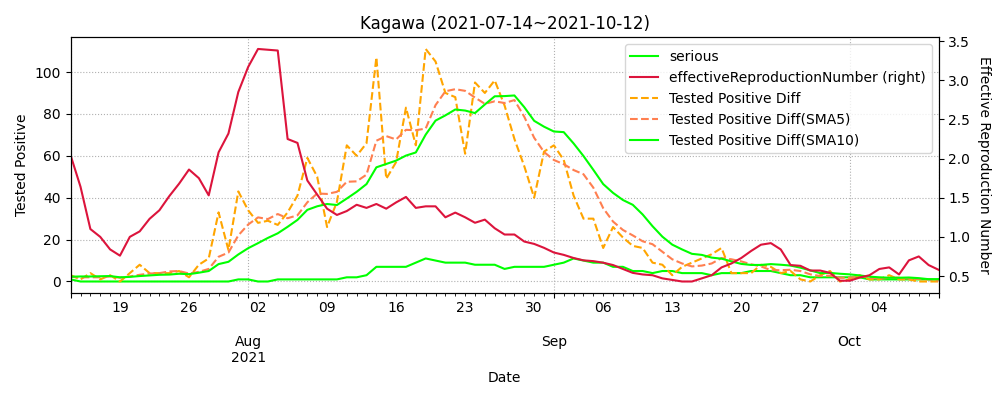 Kagawa (2021-07-14~2021-10-12)
Tested Positive
0
20
40
60
80
100
serious
effectiveReproductionNumber (right)
Tested Positive Diff
Tested Positive Diff(SMA5)
Tested Positive Diff(SMA10)
3.5
3.0
2.5
2.0
1.5
1.0
0.5
Effective Reproduction Number
19 26 02 09 16 23 30 06 13 20 27 04
Aug Sep Oct
2021
Date